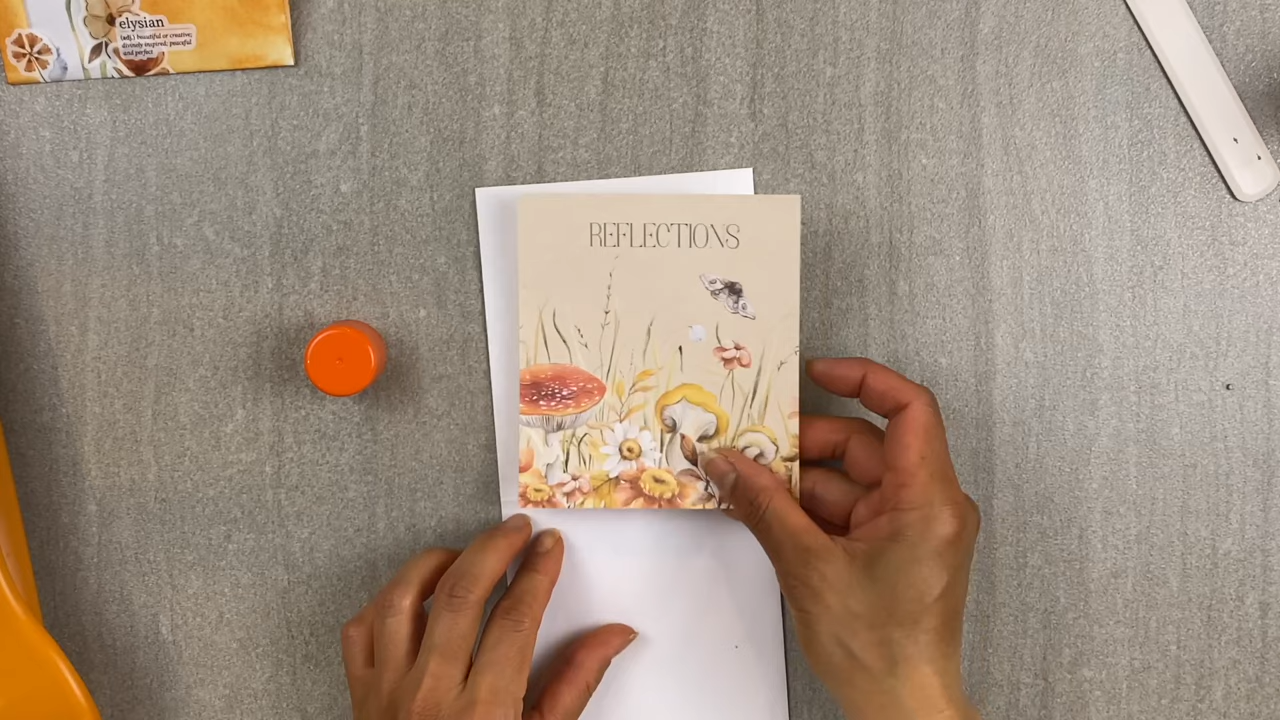 elysian
(adj.) beautiful or creative;
divinely inspired; peaceful
and perfect
REFLECTIONS